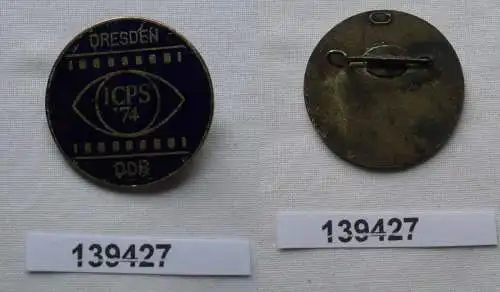 DRESDEN
ICPS
'74
DDR
139427
139427